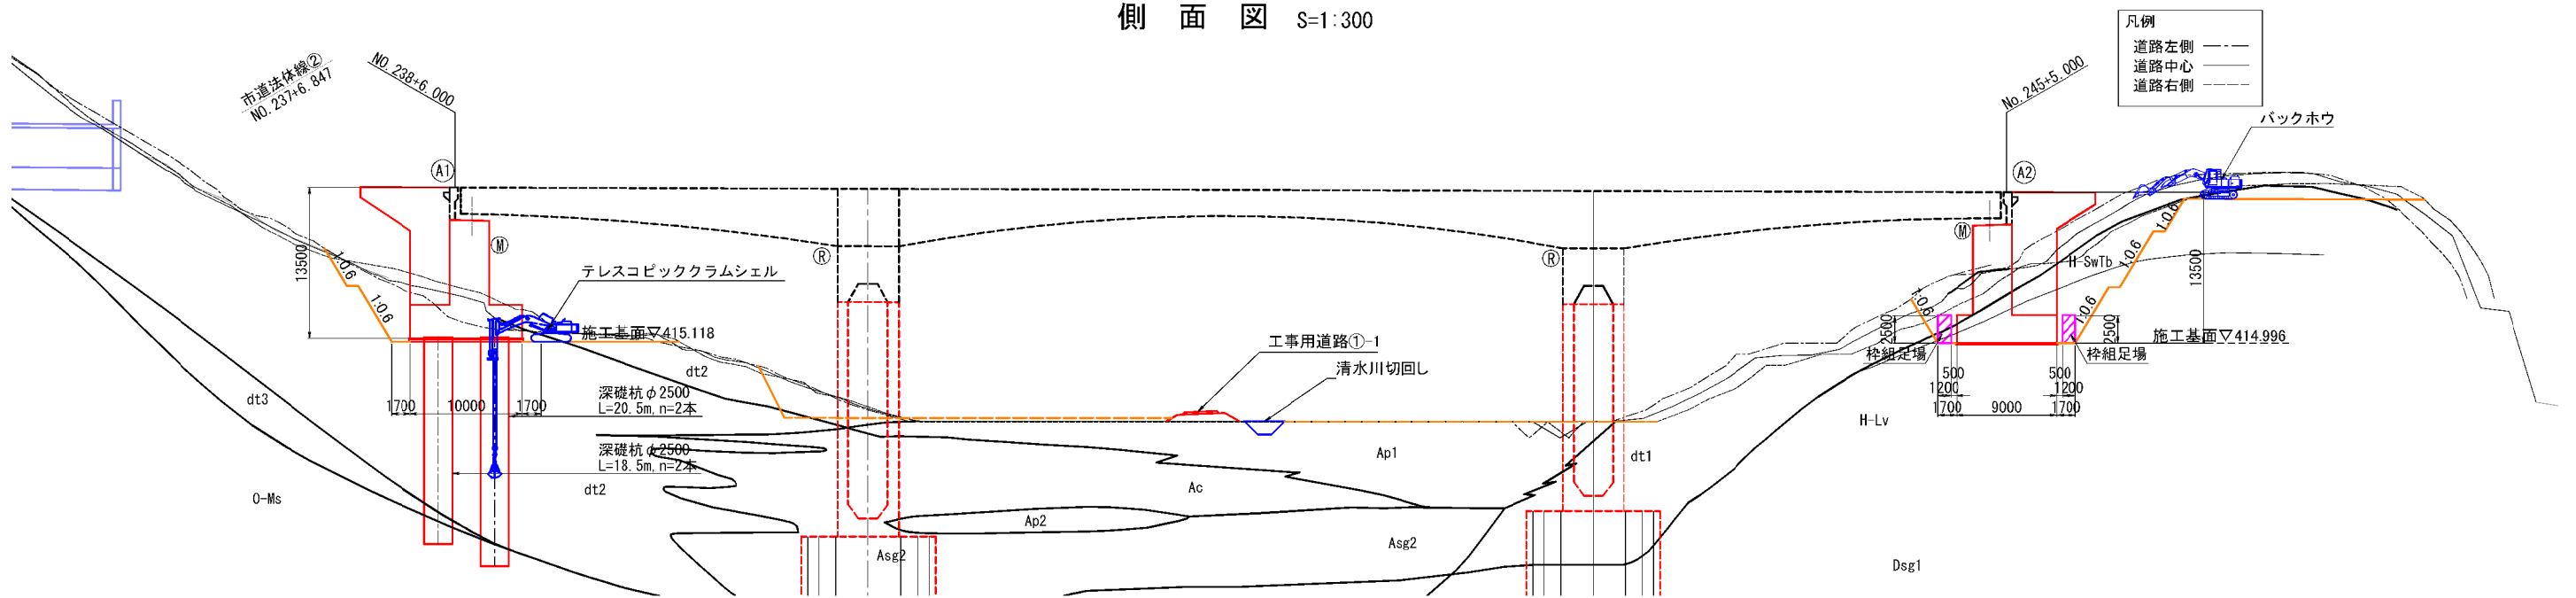 側 面 図 S=1:300
凡例
道路左側
道路中心
道路右側
市道法体線②
NO.237+6.847
NO.238+6.000
No.245+5.000
バックホウ
A1
A2
13500
M
R
R
M
1:0.6
1:0.6
テレスコピッククラムシェル
施工基面▽415.118
1700
10000
1700
深礎杭φ2500
L=20.5m,n=2本
深礎杭φ2500
L=18.5m,n=2本
dt3
O-Ms
dt2
dt2
工事用道路①-1
清水川切回し
Ap1
Ac
Ap2
Asg2
Asg2
dt1
H-Lv
Dsg1
H-SwTb
1:0.6
1:0.6
1:0.6
1:0.6
13500
2500
2500
枠組足場
枠組足場
施工基面▽414.996
500
500
1200
1200
1700
9000
1700